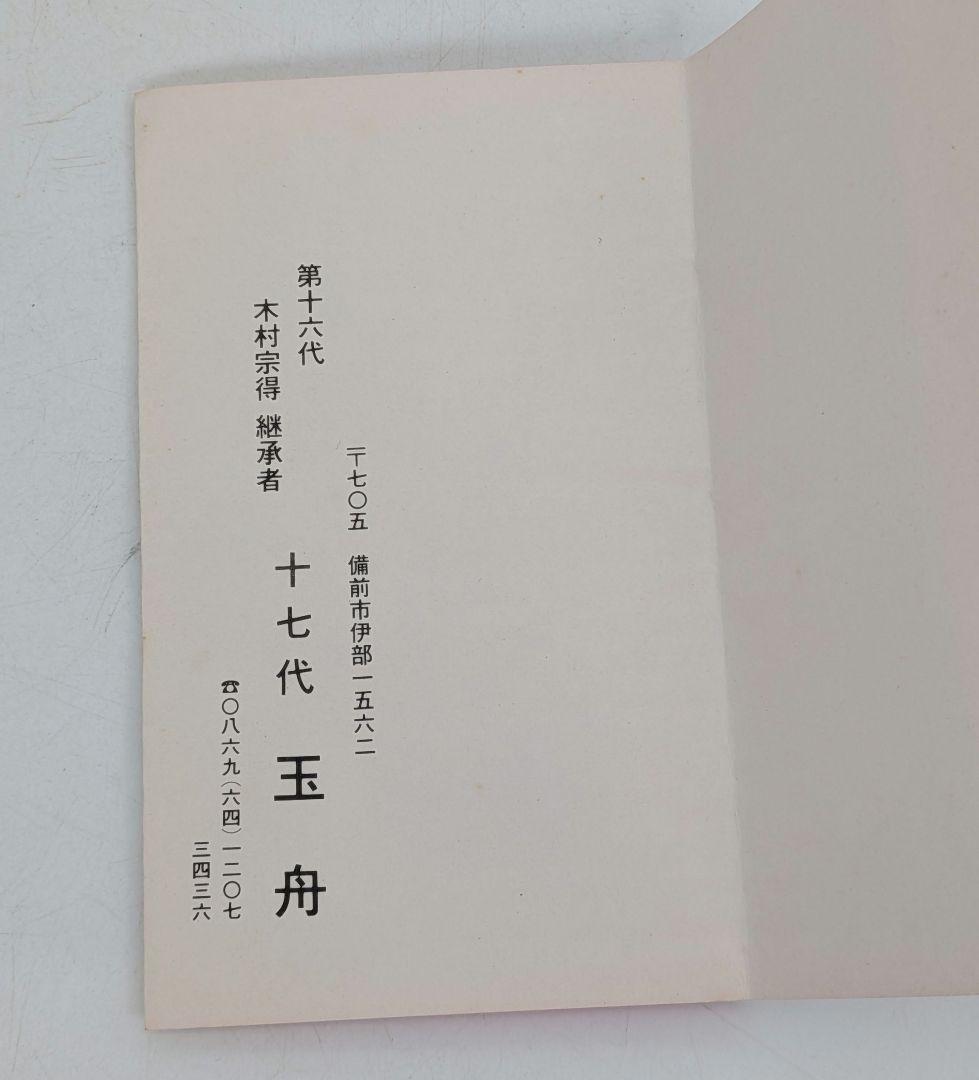 〒七〇五 備前市伊部一五六二
第十六代
木村宗得 継承者
十七代 玉舟
☎〇八六九(六四)一二〇七
三四三六